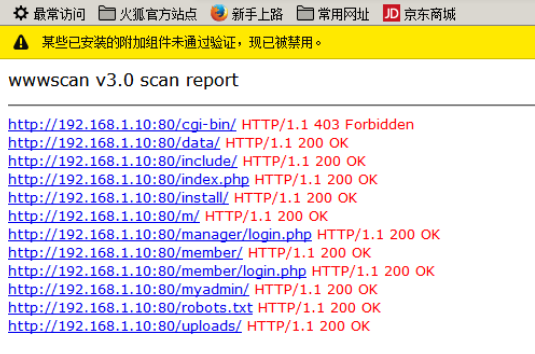 最常访问 火狐官方站点 新手上路 常用网址 JD 京东商城
某些已安装的附加组件未通过验证，现已被禁用。
wwwscan v3.0 scan report
http://192.168.1.10:80/cgi-bin/ HTTP/1.1 403 Forbidden
http://192.168.1.10:80/data/ HTTP/1.1 200 OK
http://192.168.1.10:80/include/ HTTP/1.1 200 OK
http://192.168.1.10:80/index.php HTTP/1.1 200 OK
http://192.168.1.10:80/install/ HTTP/1.1 200 OK
http://192.168.1.10:80/m/ HTTP/1.1 200 OK
http://192.168.1.10:80/manager/login.php HTTP/1.1 200 OK
http://192.168.1.10:80/member/ HTTP/1.1 200 OK
http://192.168.1.10:80/member/login.php HTTP/1.1 200 OK
http://192.168.1.10:80/myadmin/ HTTP/1.1 200 OK
http://192.168.1.10:80/robots.txt HTTP/1.1 200 OK
http://192.168.1.10:80/uploads/ HTTP/1.1 200 OK